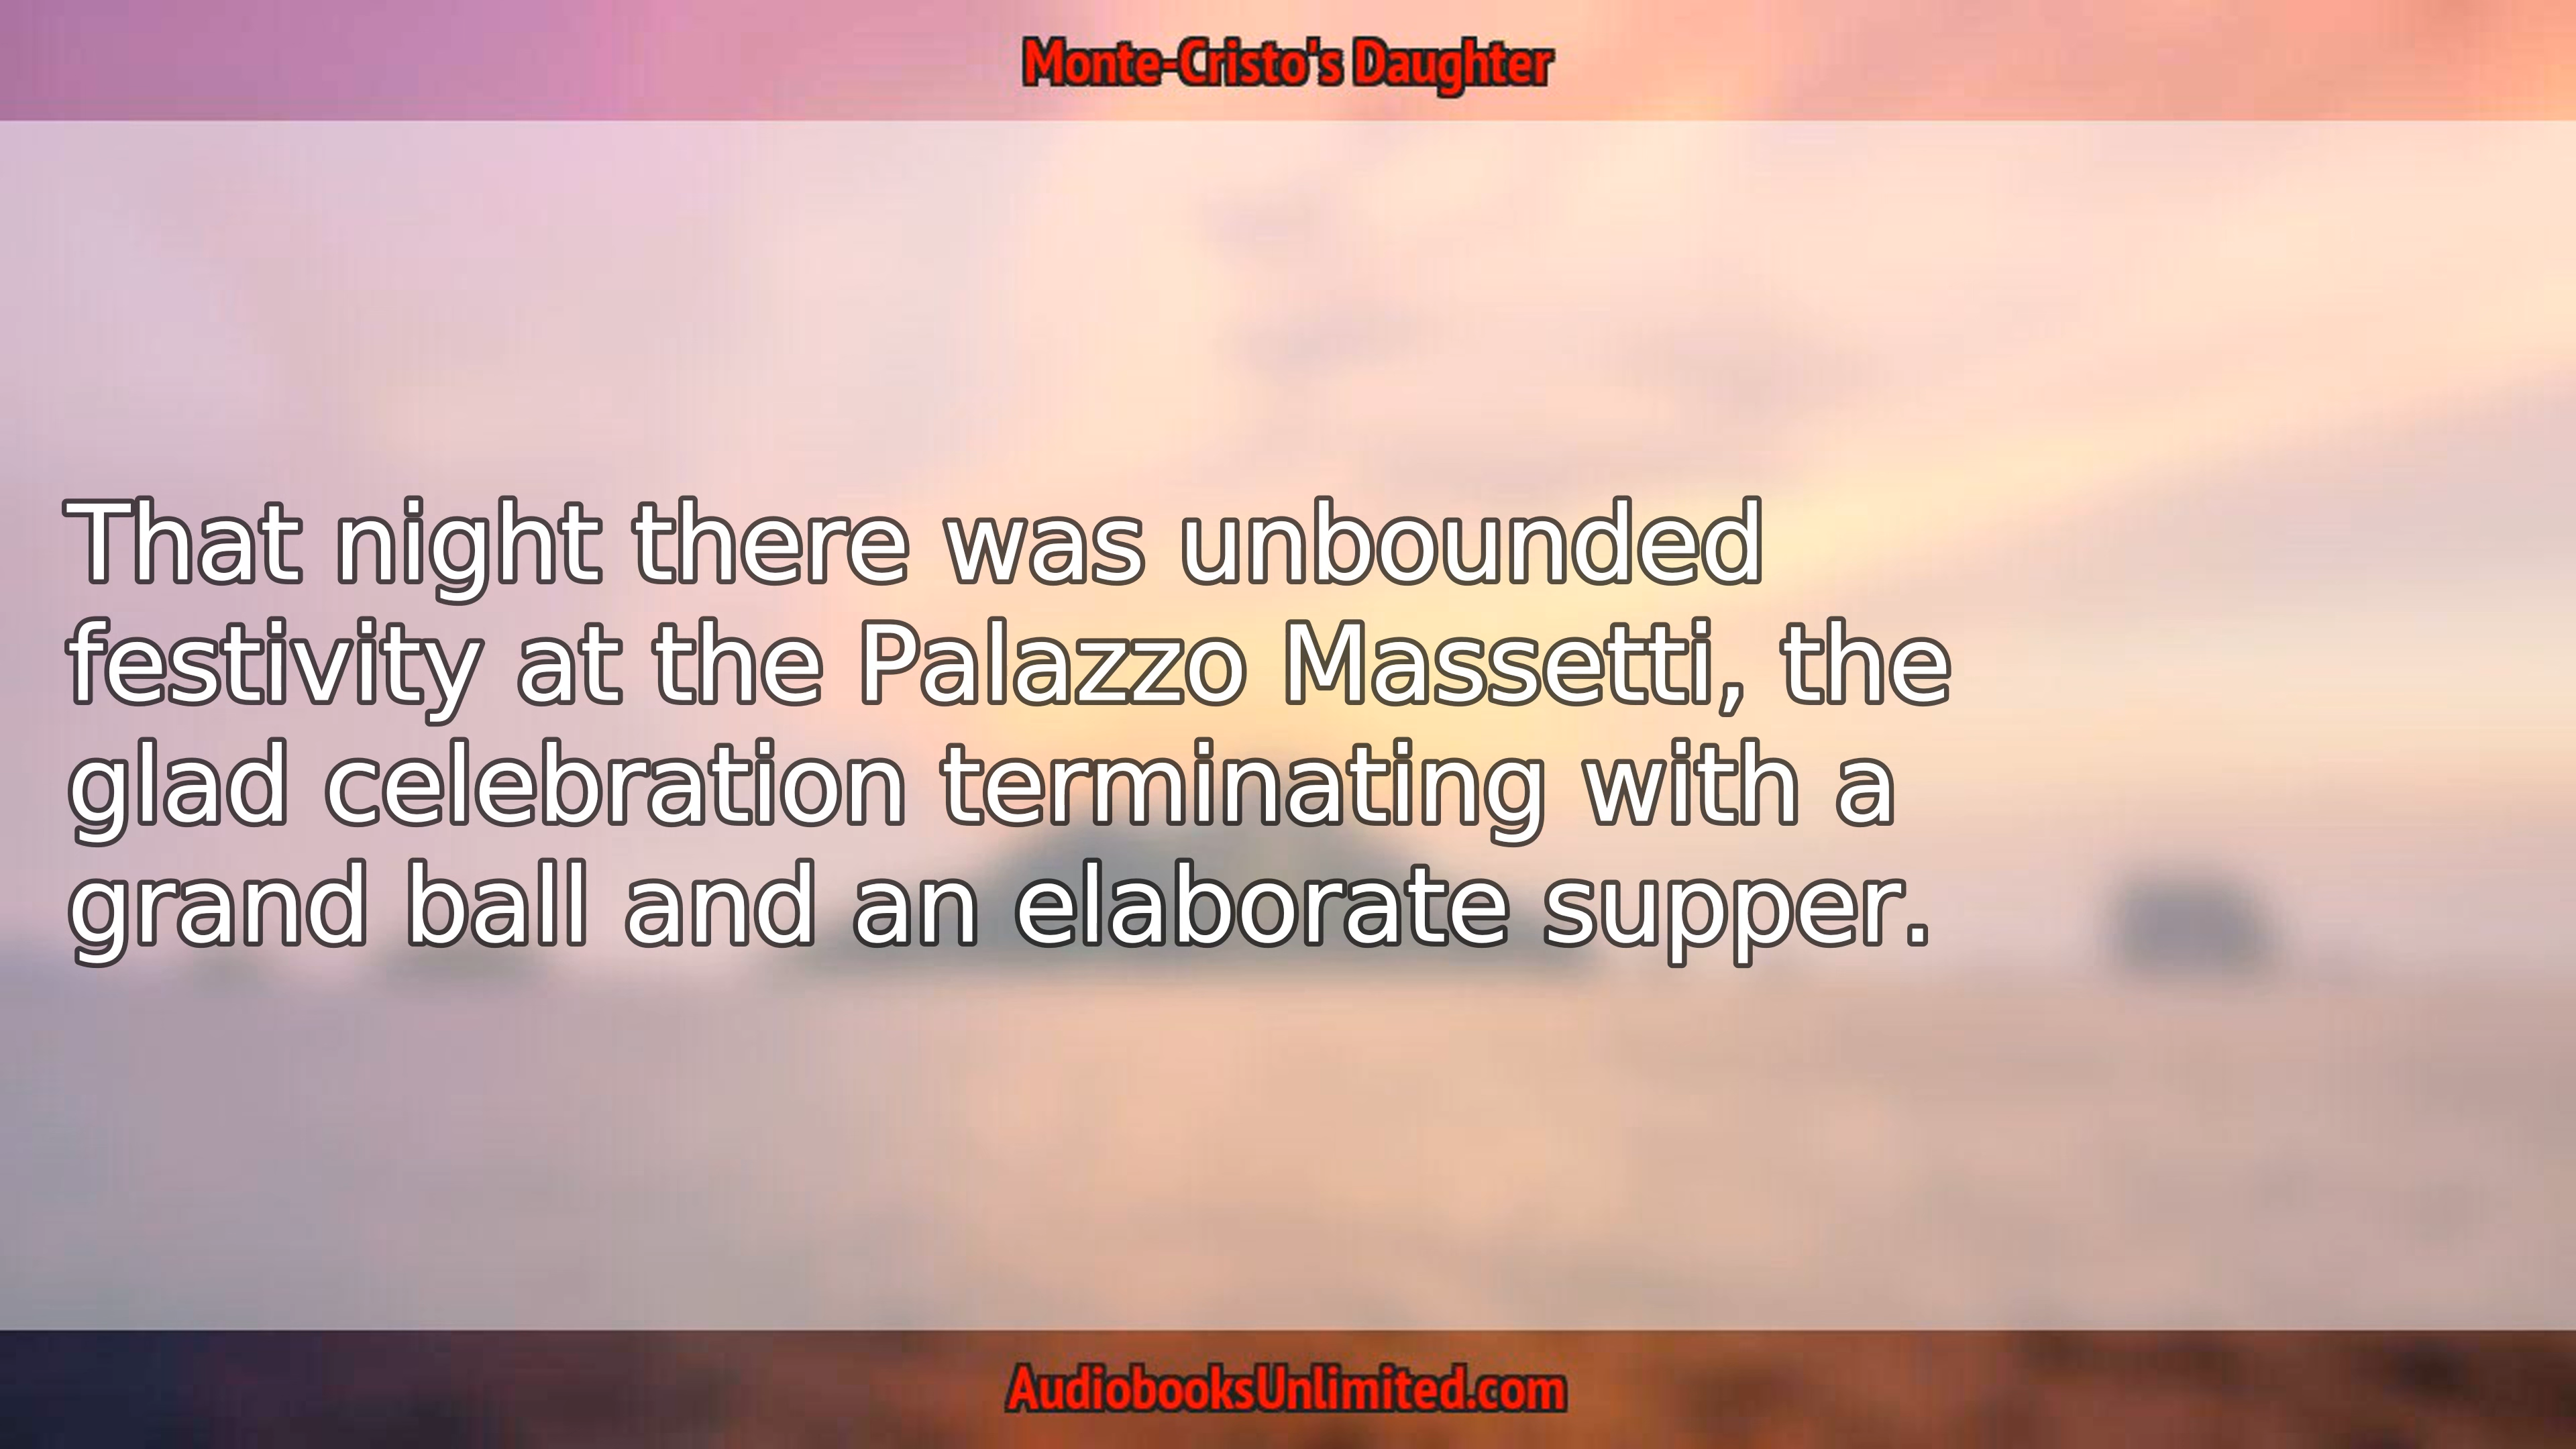 Monte-Cristo's Daughter
That night there was unbounded
festivity at the Palazzo Massetti, the
glad celebration terminating with a
grand ball and an elaborate supper.
AudiobooksUnlimited.com